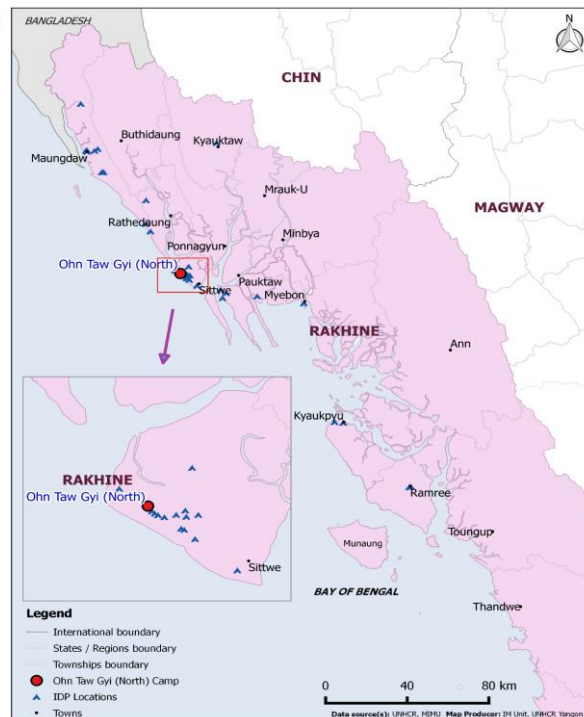 BANGLADESH
N
CHIN
Buthidaung
Kyauktaw
Maungdaw
Mrauk-U
MAGWAY
Rathedaung
Minbya
Ponnagyun
Ohn Taw Gyi (North)
Pauktaw
Sittwe
Myebon
RAKHINE
Ann
Kyaukpyu
RAKHINE
Ohn Taw Gyi (North)
Ramree
Toungup
Munaung
Sittwe
BAY OF BENGAL
Thandwe
Legend
International boundary
States / Regions boundary
Townships boundary
Ohn Taw Gyi (North) Camp
IDP Locations
Towns
0 40 80 km
Data source(s): UNHCR, MIMU Map Producer: IM Unit, UNHCR Yangon